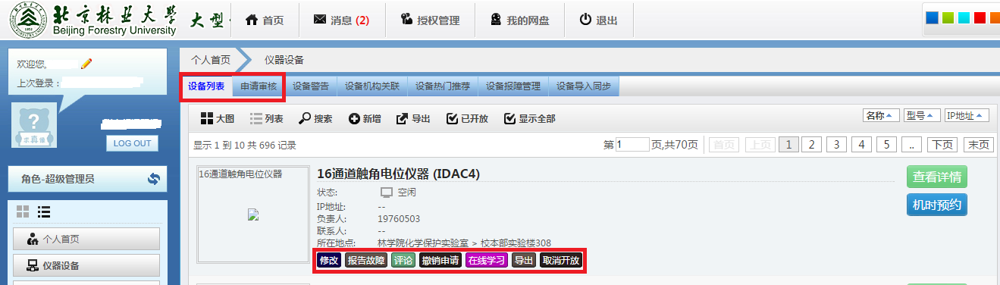 北京林业大学 大型
Beijing Forestry University
首页 消息 (2) 授权管理 我的网盘 退出
欢迎您,
上次登录：
求真缘
LOG OUT
角色-超级管理员
个人首页
仪器设备
个人首页 仪器设备
设备列表 申请审核 设备警告 设备机构关联 设备热门推荐 设备报障管理 设备导入同步
大图 列表 搜索 新增 导出 已开放 显示全部 名称 型号 IP地址
显示 1 到 10 共 696 记录 第 1 页,共70页 首页 上页 1 2 3 4 5 .. 下页 末页
16通道触角电位仪器
16通道触角电位仪器 (IDAC4)
状态: 空闲
IP地址: --
负责人: 19760503
联系人: --
所在地点: 林学院化学保护实验室 > 校本部实验楼308
修改 报告故障 评论 撤销申请 在线学习 导出 取消开放
查看详情
机时预约